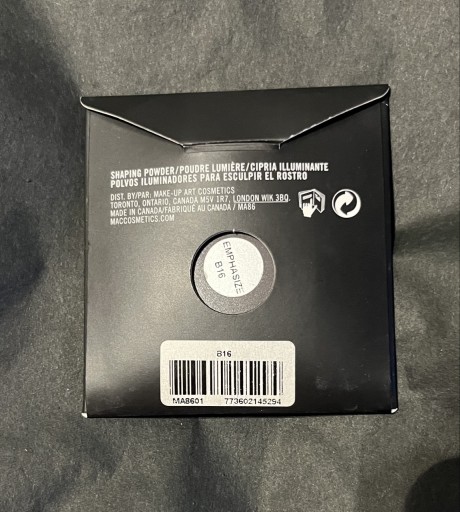 SHAPING POWDER/POUDRE LUMIÈRE/CIPRIA ILLUMINANTE
POLVOS ILUMINADORES PARA ESCULPIR EL ROSTRO
DIST. BY/PAR: MAKE-UP ART COSMETICS
TORONTO, ONTARIO, CANADA M5V 1R7, LONDON W1K 3BQ.
MADE IN CANADA/FABRIQUÉ AU CANADA / MA86
MACCOSMETICS.COM
EMPHASIZE
B16
B16
MA8601 773602145294